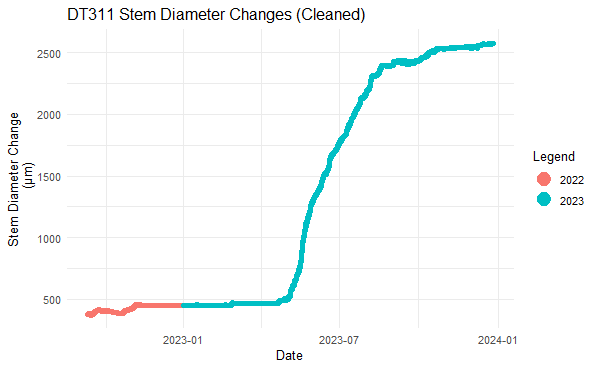 DT311 Stem Diameter Changes (Cleaned)
2500
2000
1500
1000
500
Stem Diameter Change
(μm)
2023-01
2023-07
2024-01
Date
Legend
2022
2023